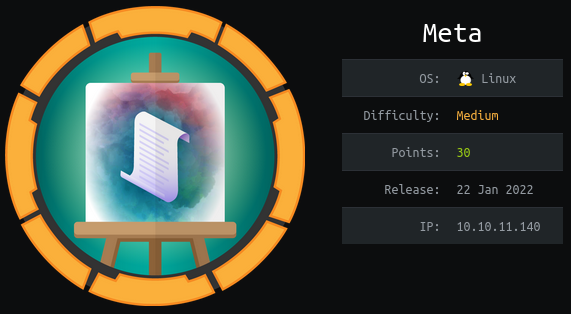 Meta
OS: Linux
Difficulty: Medium
Points: 30
Release: 22 Jan 2022
IP: 10.10.11.140